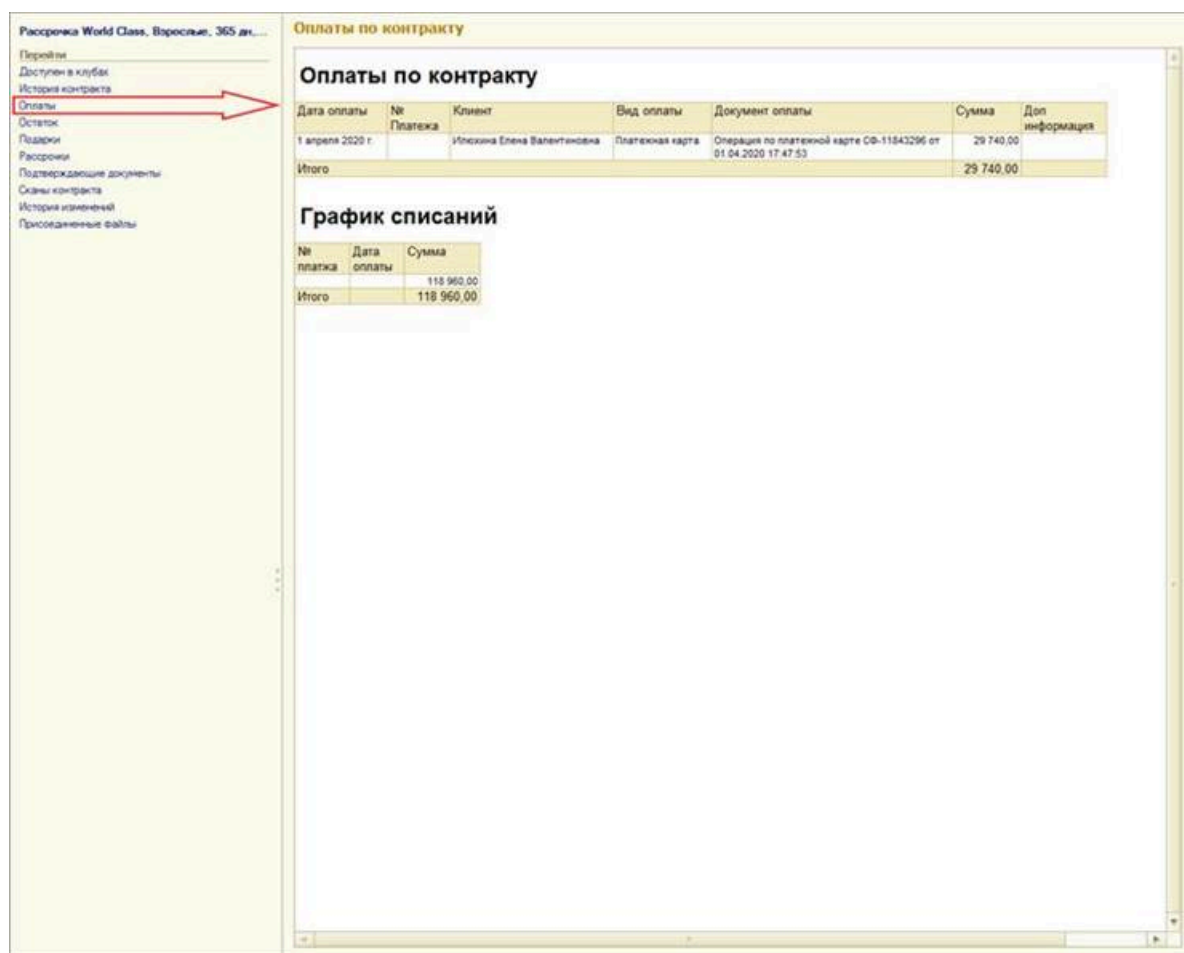 Рассрочка World Class, Взрослые, 365 дн,...
Перейти
Доступен в клубах
История контракта
Оплаты
Остаток
Подарки
Рассрочки
Подтверждающие документы
Сканы контракта
История изменений
Присоединенные файлы
Оплаты по контракту
Оплаты по контракту
Дата оплаты № Платежа Клиент Вид оплаты Документ оплаты Сумма Доп информация
1 апреля 2020 г. Илюхина Елена Валентиновна Платежная карта Операция по платежной карте СФ-11843296 от 29 740,00
01.04.2020 17:47:53
Итого 29 740,00
График списаний
№ Дата Сумма
платжа оплаты
118 960,00
Итого 118 960,00